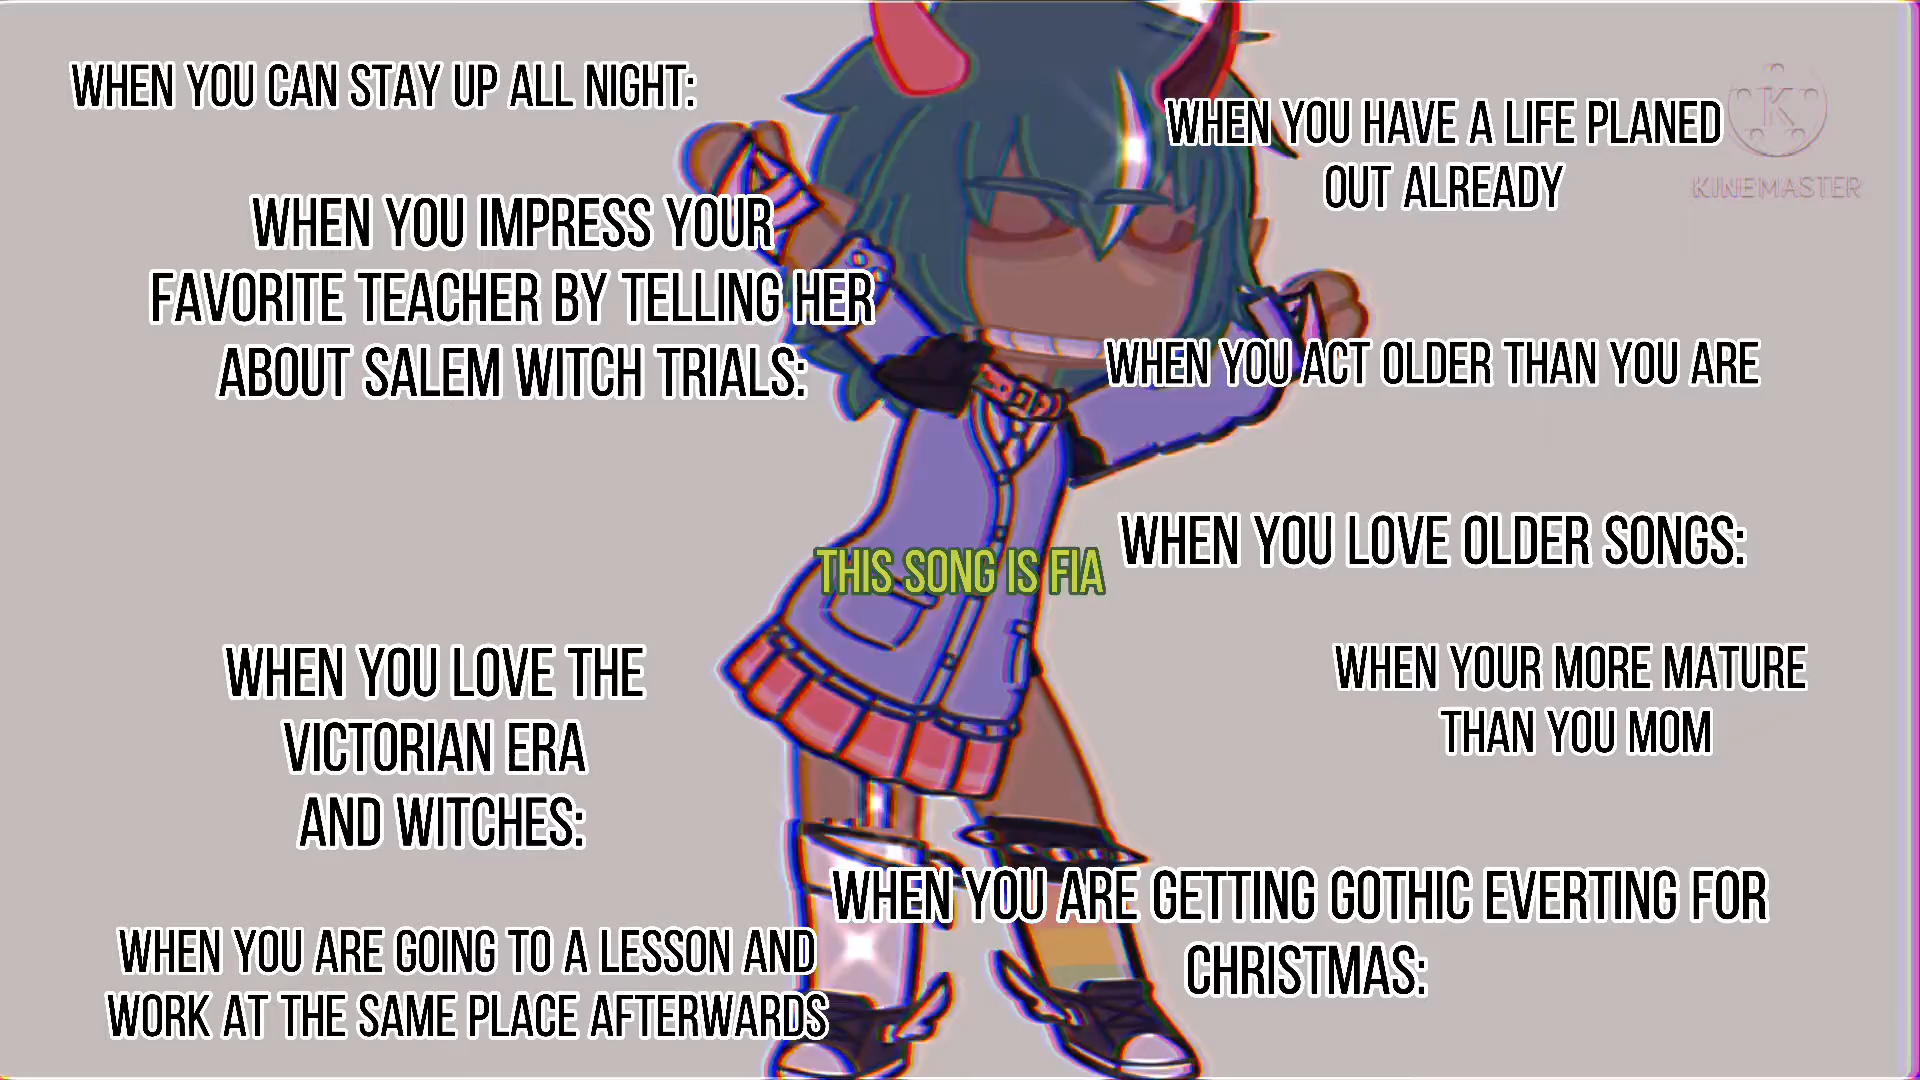 WHEN YOU CAN STAY UP ALL NIGHT:
WHEN YOU IMPRESS YOUR
FAVORITE TEACHER BY TELLING HER
ABOUT SALEM WITCH TRIALS:
WHEN YOU LOVE THE
VICTORIAN ERA
AND WITCHES:
WHEN YOU ARE GOING TO A LESSON AND
WORK AT THE SAME PLACE AFTERWARDS
THIS SONG IS FIA
WHEN YOU HAVE A LIFE PLANED
OUT ALREADY
K
KINEMASTER
WHEN YOU ACT OLDER THAN YOU ARE
WHEN YOU LOVE OLDER SONGS:
WHEN YOUR MORE MATURE
THAN YOU MOM
WHEN YOU ARE GETTING GOTHIC EVERTING FOR
CHRISTMAS: